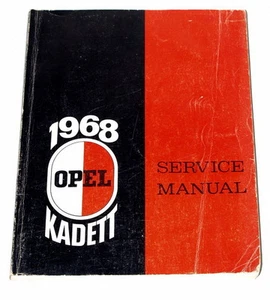 1968
OPEL
KADETT
SERVICE
MANUAL